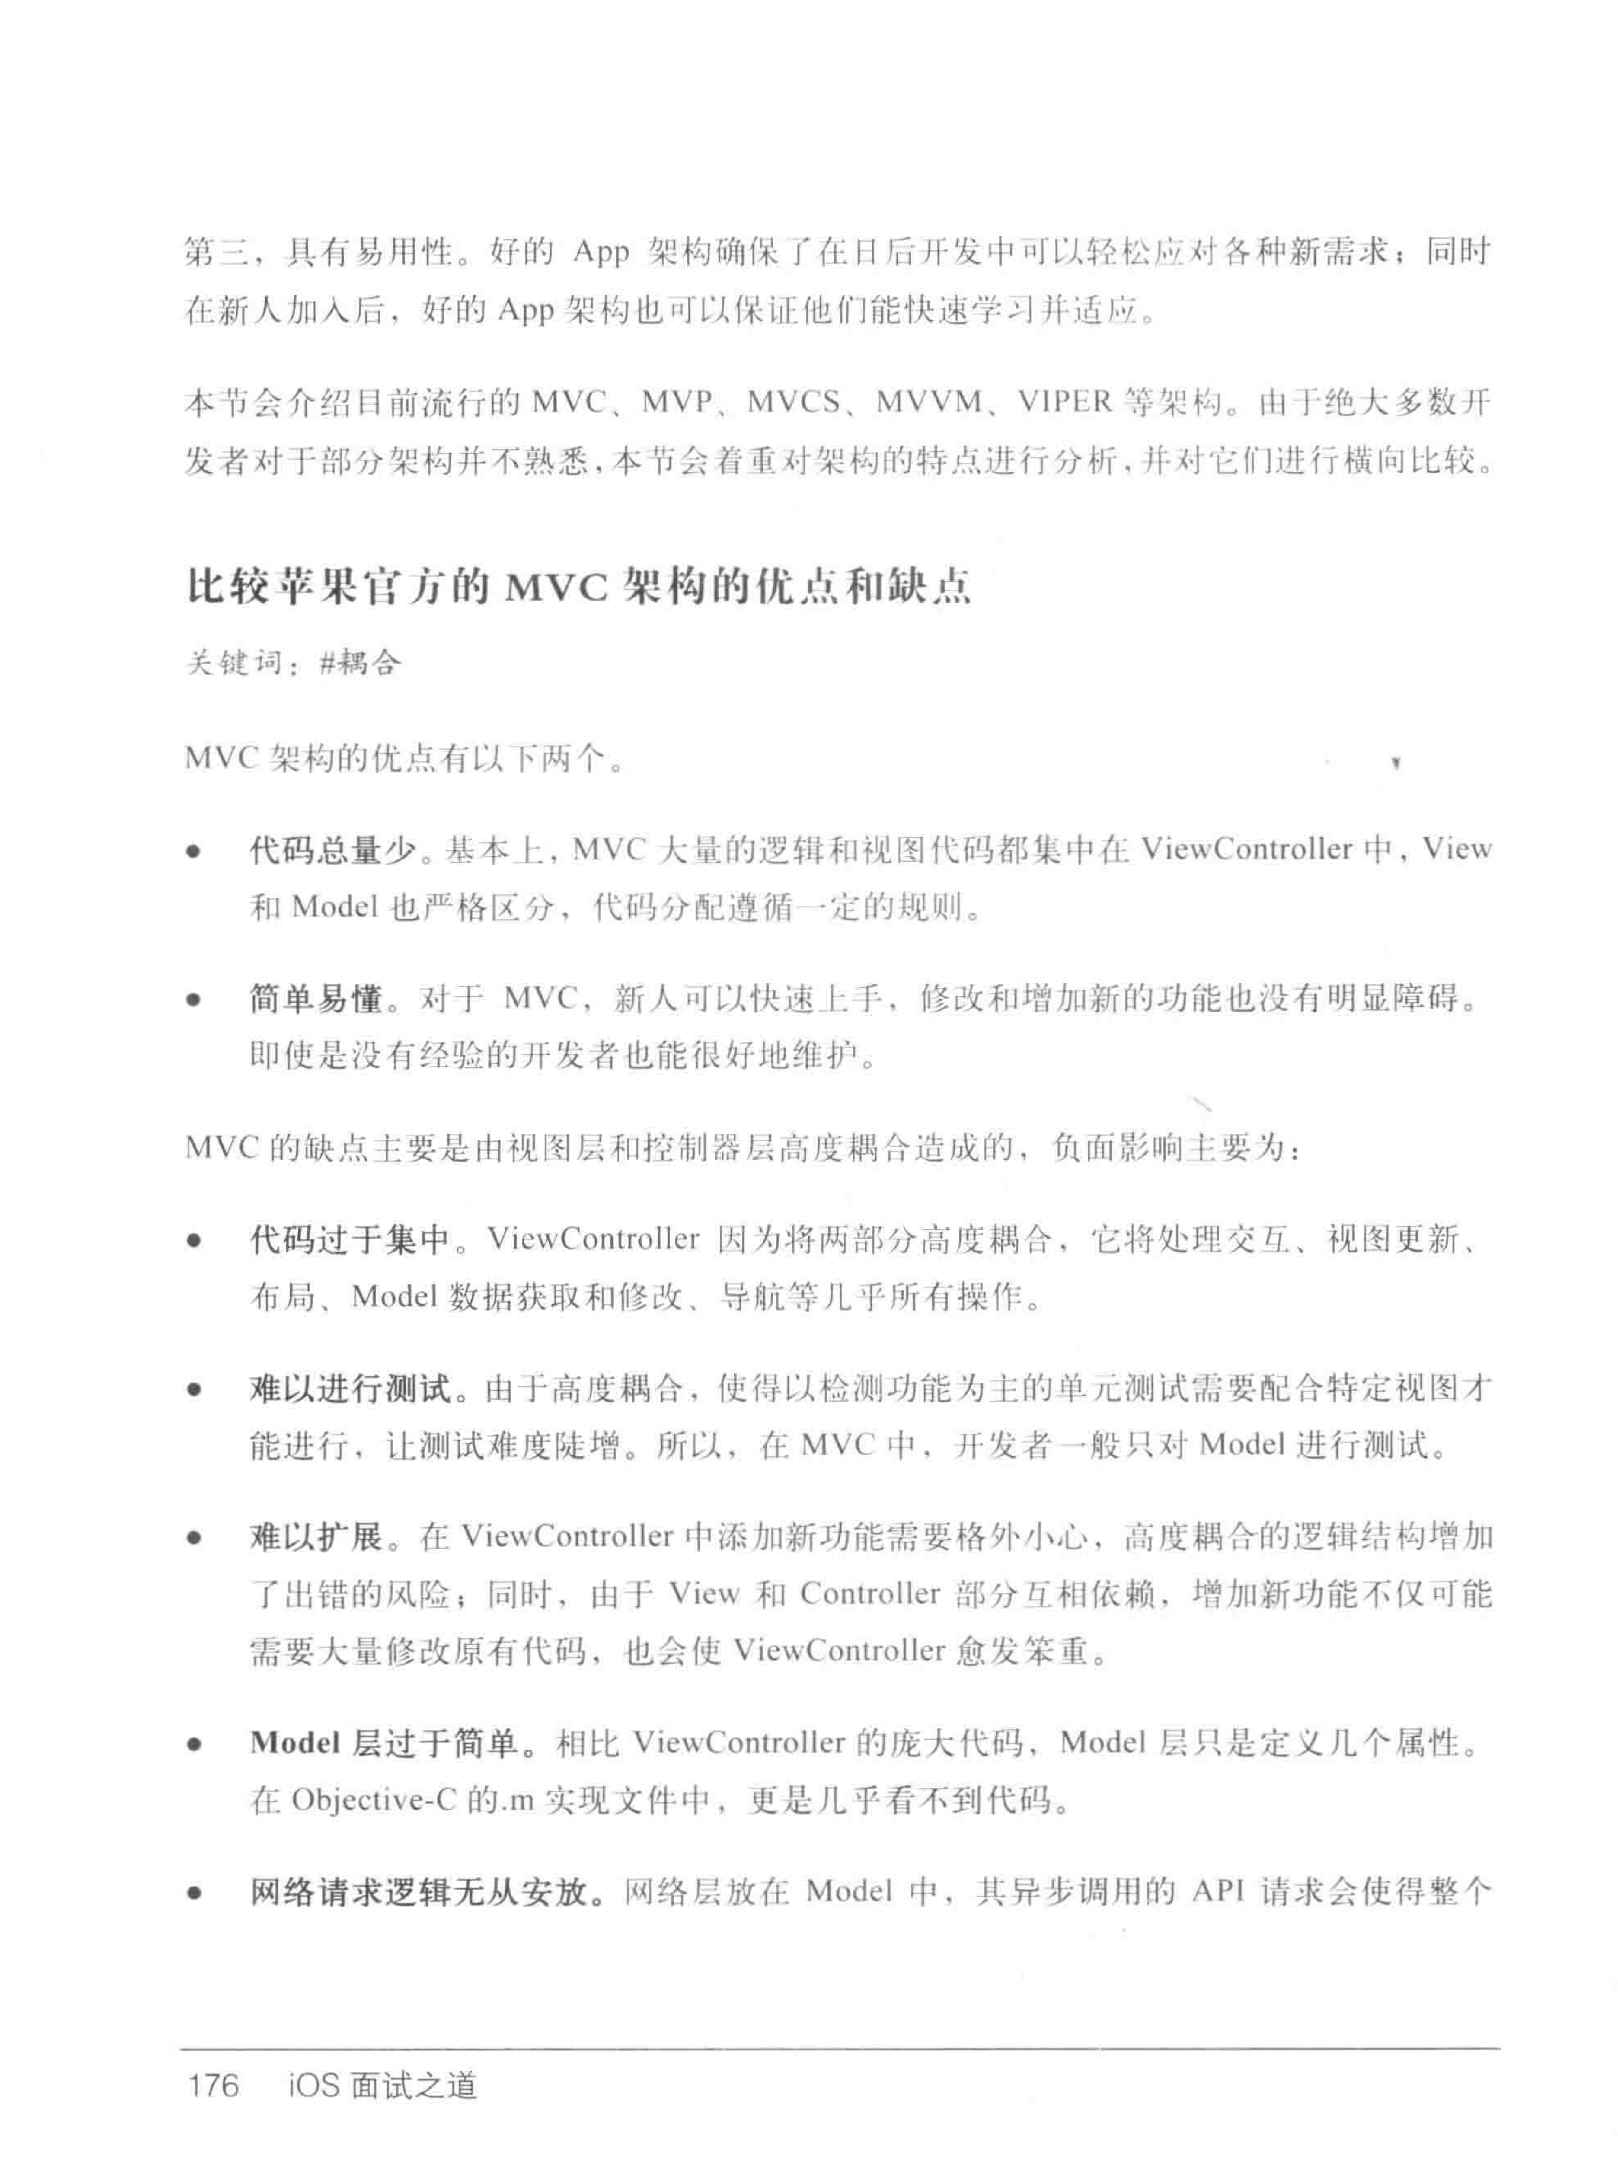 第三，具有易用性。好的 App 架构确保了在日后开发中可以轻松应对各种新需求；同时
在新人加入后，好的 App 架构也可以保证他们能快速学习并适应。
本节会介绍目前流行的 MVC、MVP、MVCS、MVVM、VIPER 等架构。由于绝大多数开
发者对于部分架构并不熟悉，本节会着重对架构的特点进行分析，并对它们进行横向比较。
比较苹果官方的 MVC 架构的优点和缺点
关键词：#耦合
MVC 架构的优点有以下两个。
● 代码总量少。基本上，MVC 大量的逻辑和视图代码都集中在 ViewController 中，View
和 Model 也严格区分，代码分配遵循一定的规则。
● 简单易懂。对于 MVC，新人可以快速上手，修改和增加新的功能也没有明显障碍。
即使是没有经验的开发者也能很好地维护。
MVC 的缺点主要是由视图层和控制器层高度耦合造成的，负面影响主要为：
● 代码过于集中。ViewController 因为将两部分高度耦合，它将处理交互、视图更新、
布局、Model 数据获取和修改、导航等几乎所有操作。
● 难以进行测试。由于高度耦合，使得以检测功能为主的单元测试需要配合特定视图才
能进行，让测试难度陡增。所以，在 MVC 中，开发者一般只对 Model 进行测试。
● 难以扩展。在 ViewController 中添加新功能需要格外小心，高度耦合的逻辑结构增加
了出错的风险；同时，由于 View 和 Controller 部分互相依赖，增加新功能不仅可能
需要大量修改原有代码，也会使 ViewController 愈发笨重。
● Model 层过于简单。相比 ViewController 的庞大代码，Model 层只是定义几个属性。
在 Objective-C 的.m 实现文件中，更是几乎看不到代码。
● 网络请求逻辑无从安放。网络层放在 Model 中，其异步调用的 API 请求会使得整个
176 iOS 面试之道